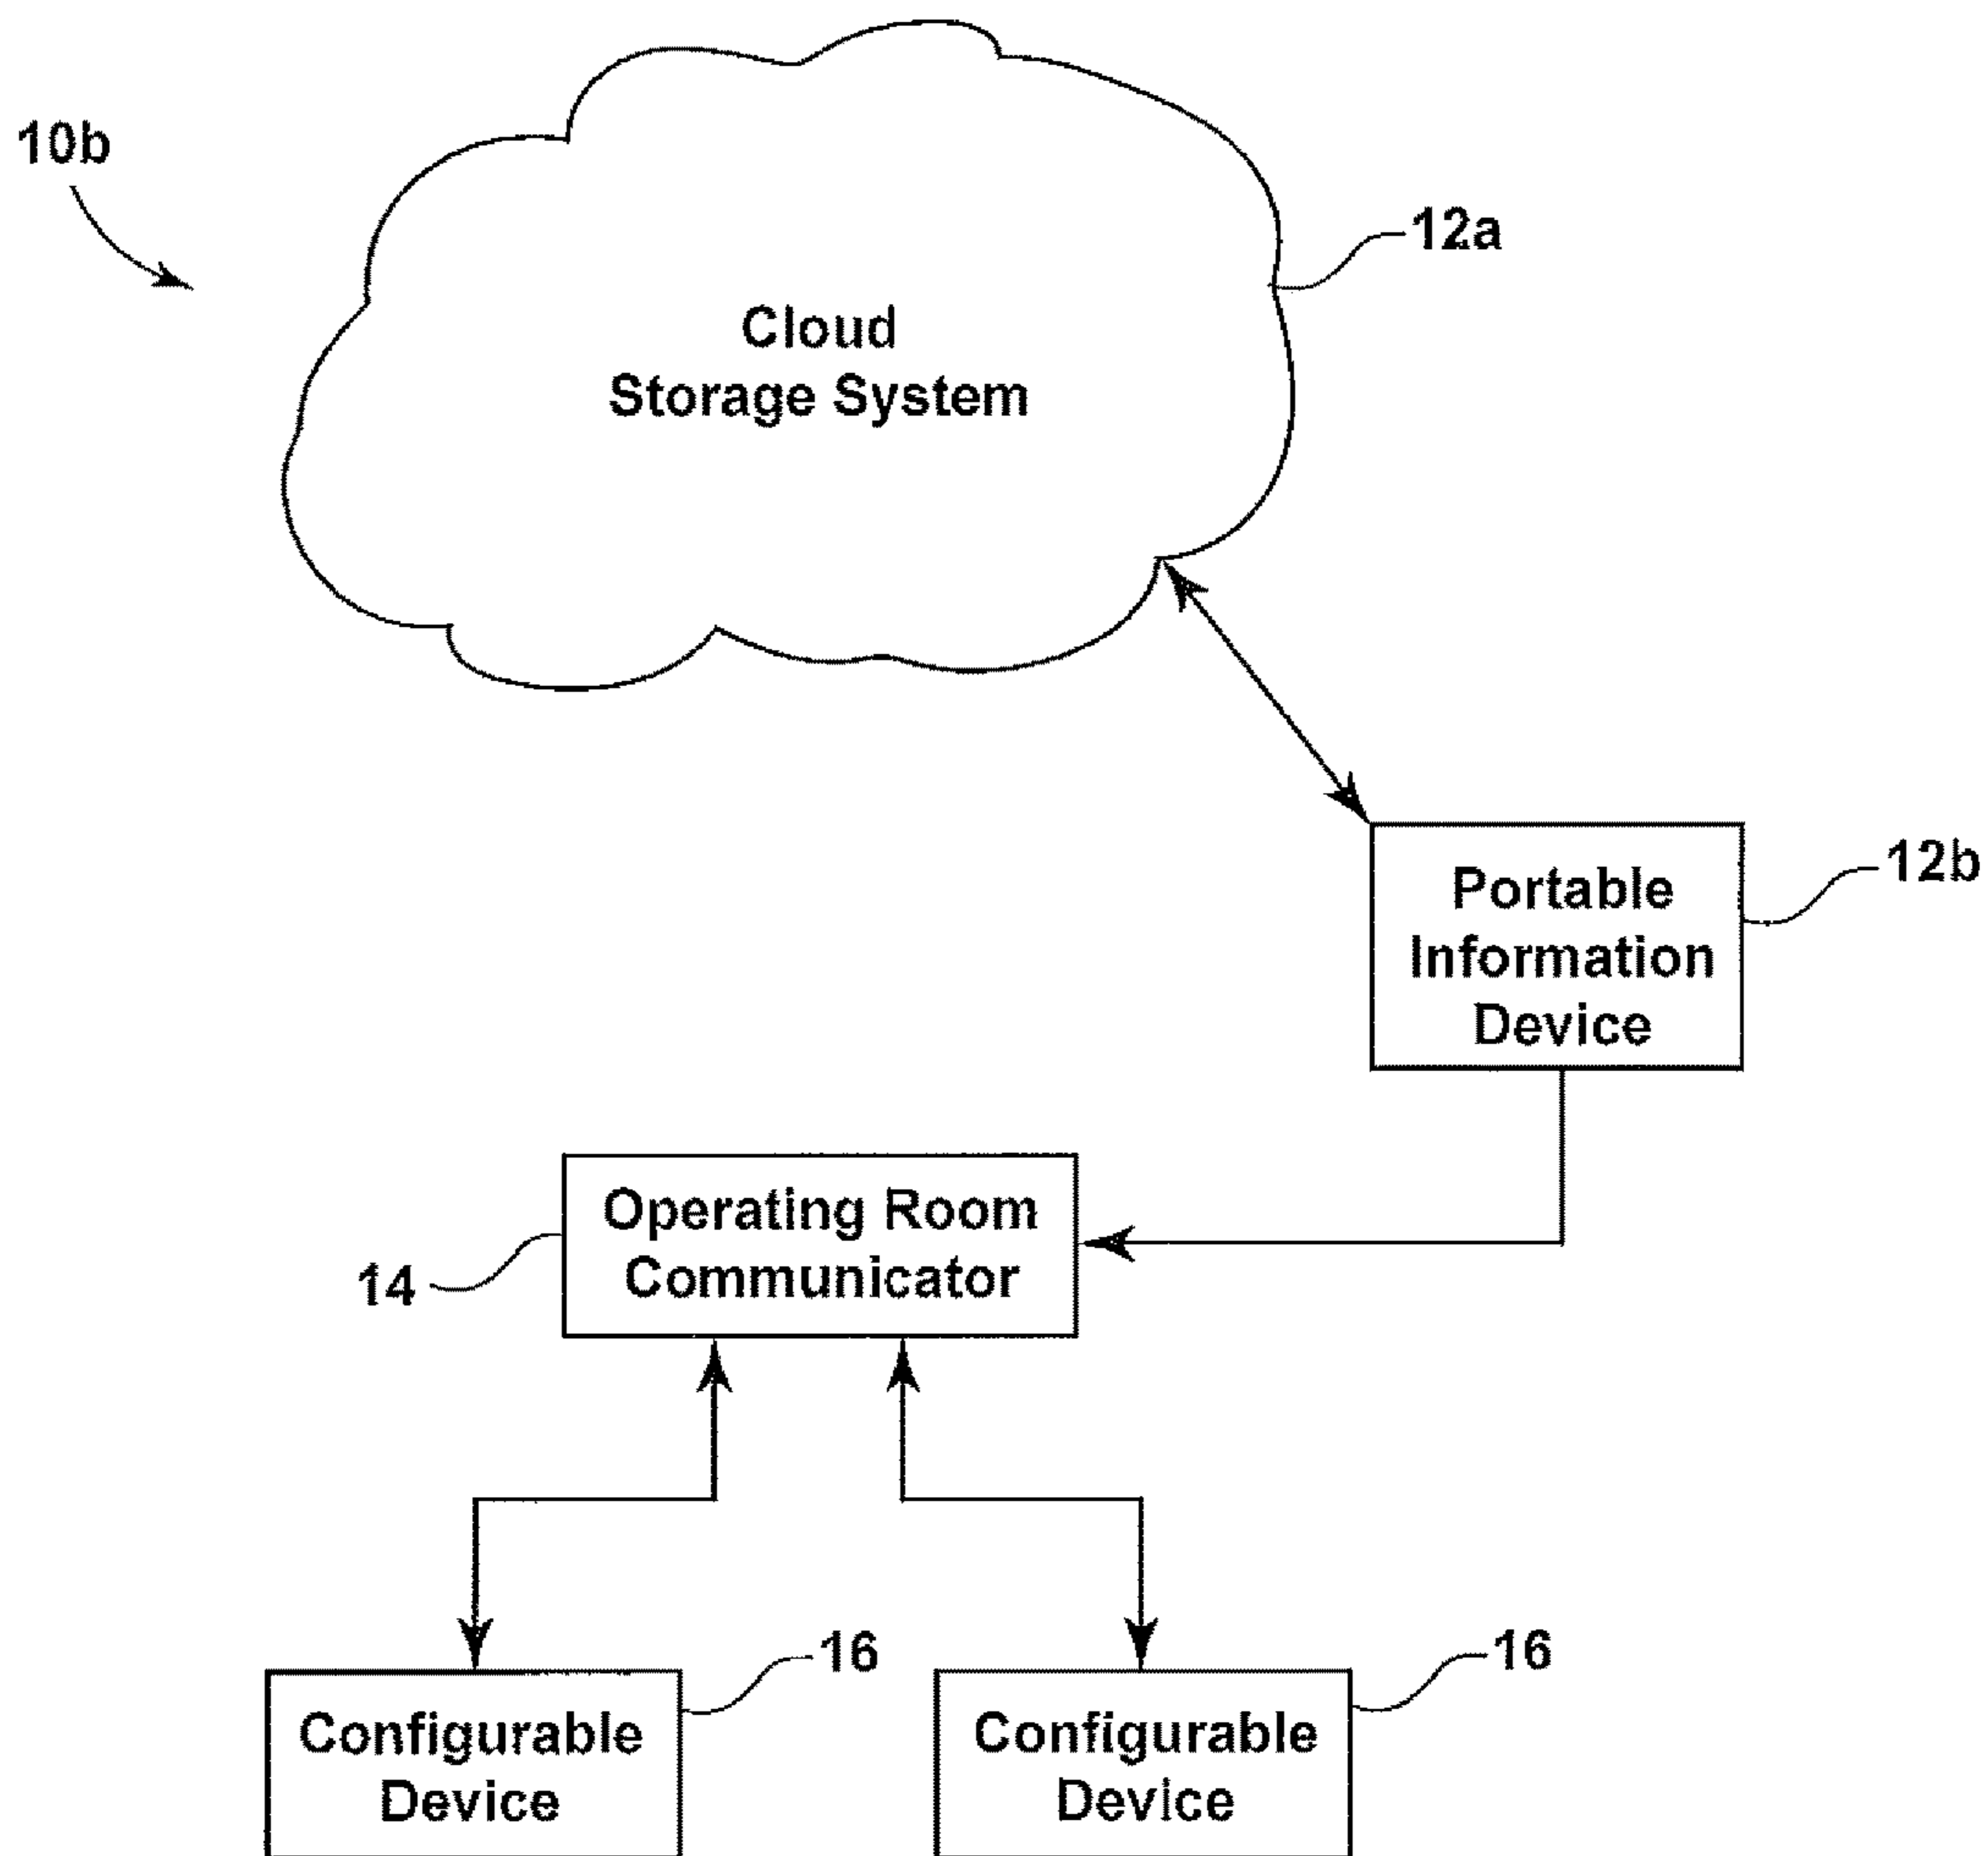 10b
12a
Cloud
Storage System
12b
Portable
Information
Device
Operating Room
Communicator
14
16
16
Configurable
Device
Configurable
Device